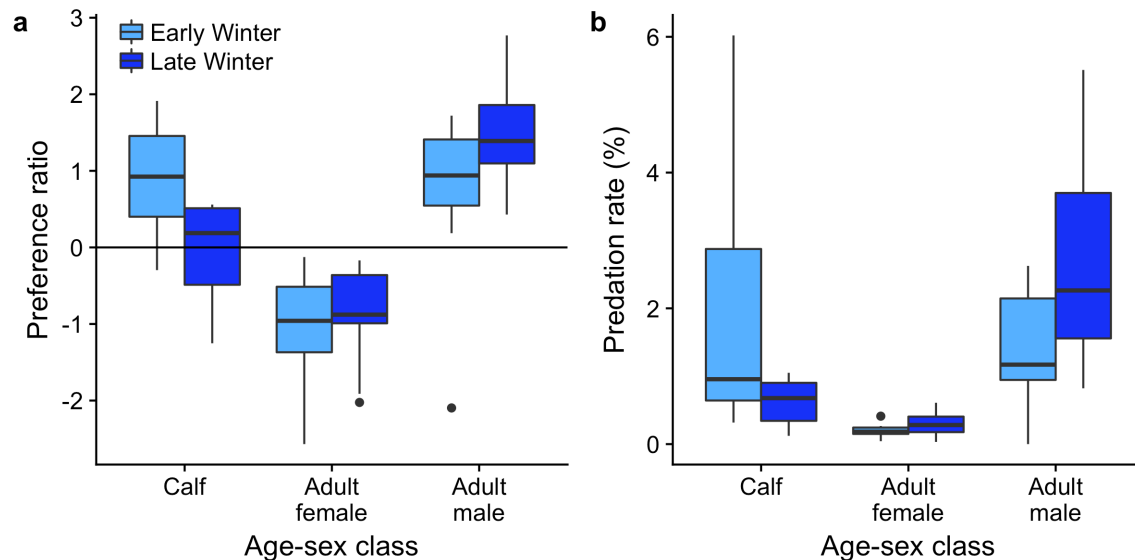 a
3
2
1
0
-1
-2
Preference ratio
Early Winter
Late Winter
Calf
Adult
female
Adult
male
Age-sex class
b
6
4
2
0
Predation rate (%)
Calf
Adult
female
Adult
male
Age-sex class